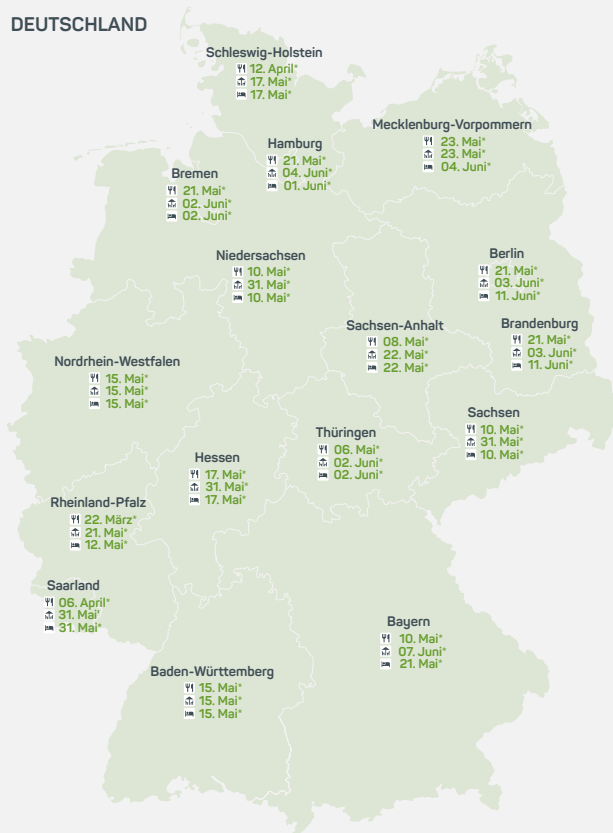 DEUTSCHLAND
Schleswig-Holstein
12. April*
17. Mai*
17. Mai*
Mecklenburg-Vorpommern
23. Mai*
23. Mai*
04. Juni*
Hamburg
21. Mai*
04. Juni*
01. Juni*
Bremen
21. Mai*
02. Juni*
02. Juni*
Niedersachsen
10. Mai*
31. Mai*
10. Mai*
Berlin
21. Mai*
03. Juni*
11. Juni*
Sachsen-Anhalt
08. Mai*
22. Mai*
22. Mai*
Brandenburg
21. Mai*
03. Juni*
11. Juni*
Nordrhein-Westfalen
15. Mai*
15. Mai*
15. Mai*
Sachsen
10. Mai*
31. Mai*
10. Mai*
Thüringen
06. Mai*
02. Juni*
02. Juni*
Hessen
17. Mai*
31. Mai*
17. Mai*
Rheinland-Pfalz
22. März*
21. Mai*
12. Mai*
Saarland
06. April*
31. Mai'
31. Mai*
Bayern
10. Mai*
07. Juni*
21. Mai*
Baden-Württemberg
15. Mai*
15. Mai*
15. Mai*